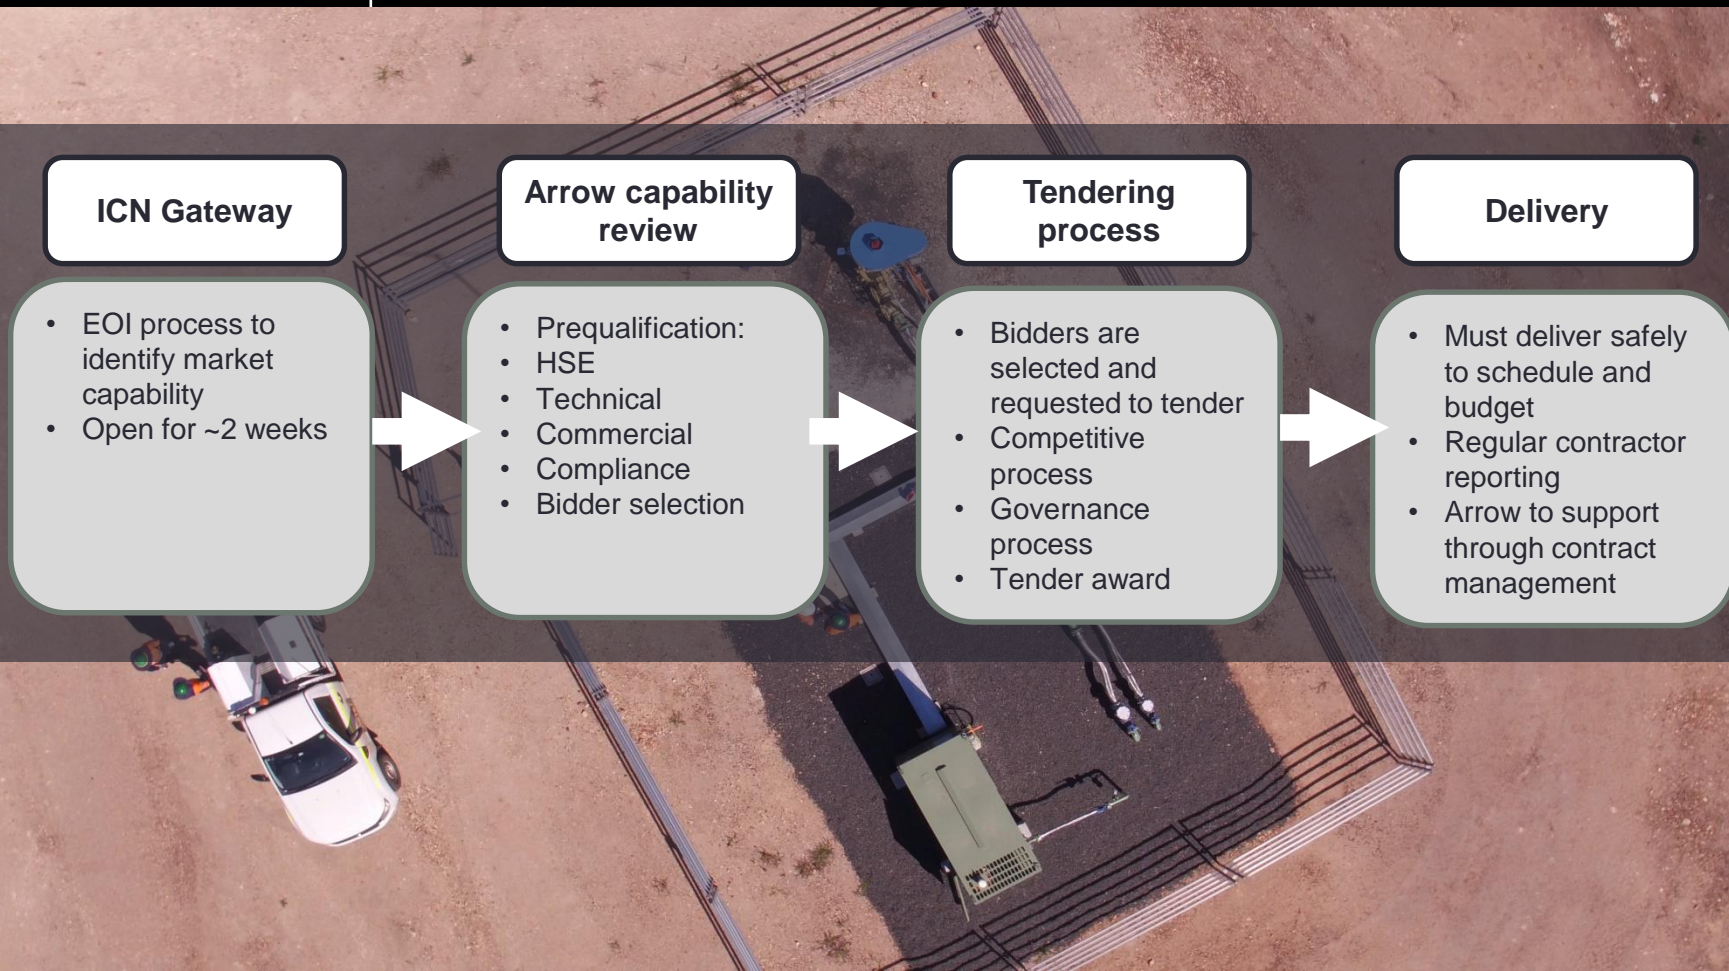 ICN Gateway
• EOI process to
identify market
capability
• Open for ~2 weeks
Arrow capability
review
• Prequalification:
• HSE
• Technical
• Commercial
• Compliance
• Bidder selection
Tendering
process
• Bidders are
selected and
requested to tender
• Competitive
process
• Governance
process
• Tender award
Delivery
• Must deliver safely
to schedule and
budget
• Regular contractor
reporting
• Arrow to support
through contract
management